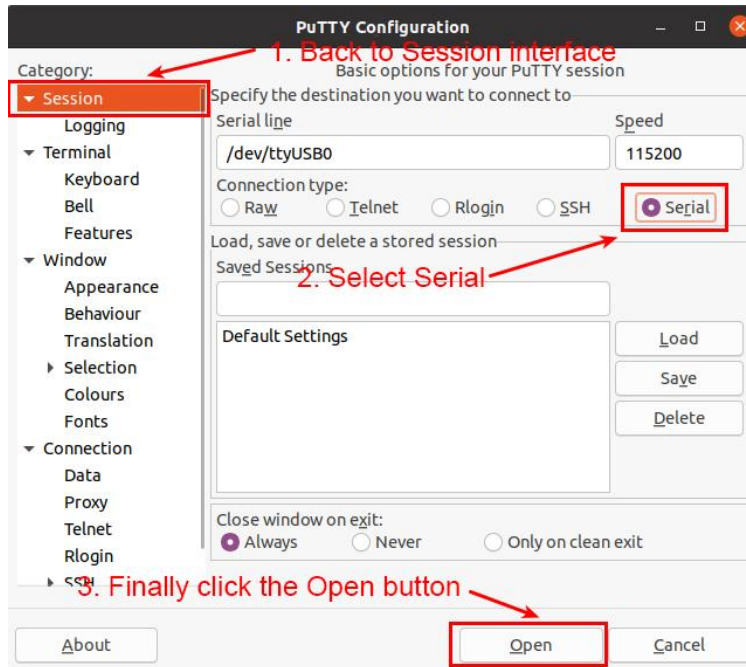 PuTTY Configuration
1. Back to Session interface
Category:
Basic options for your PuTTY session
Session
Logging
Terminal
Keyboard
Bell
Features
Window
Appearance
Behaviour
Translation
Selection
Colours
Fonts
Connection
Data
Proxy
Telnet
Rlogin
SSH
Specify the destination you want to connect to
Serial line
Speed
/dev/ttyUSB0
115200
Connection type:
Raw Telnet Rlogin SSH Serial
Load, save or delete a stored session
Saved Sessions
2. Select Serial
Default Settings
Load
Save
Delete
Close window on exit:
Always Never Only on clean exit
3. Finally click the Open button
About
Open
Cancel